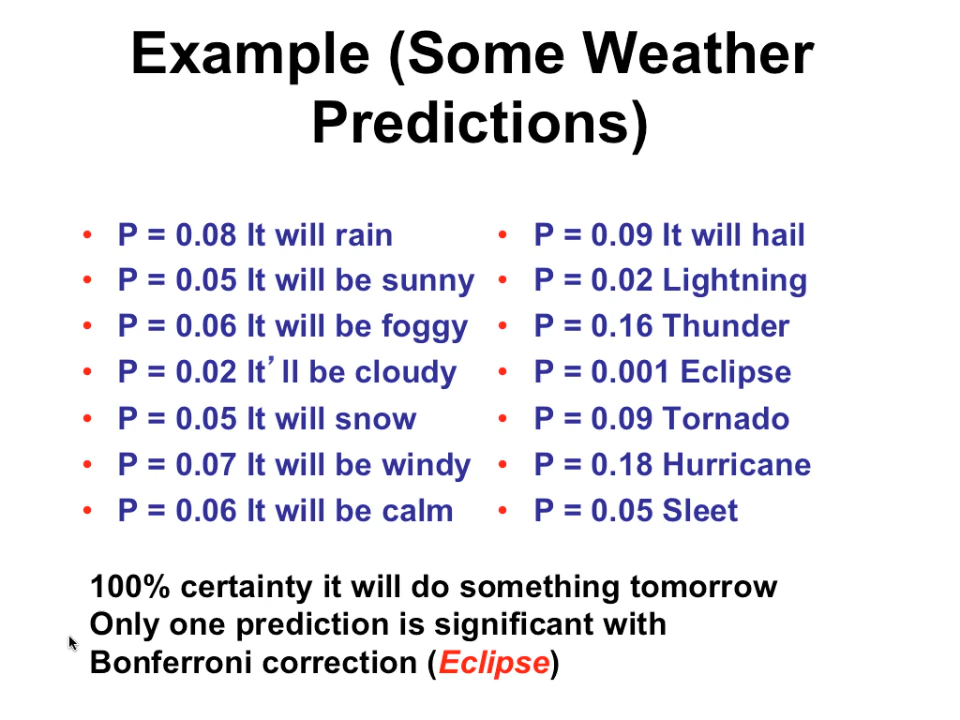 Example (Some Weather
Predictions)
• P = 0.08 It will rain
• P = 0.05 It will be sunny
• P = 0.06 It will be foggy
• P = 0.02 It’ll be cloudy
• P = 0.05 It will snow
• P = 0.07 It will be windy
• P = 0.06 It will be calm
• P = 0.09 It will hail
• P = 0.02 Lightning
• P = 0.16 Thunder
• P = 0.001 Eclipse
• P = 0.09 Tornado
• P = 0.18 Hurricane
• P = 0.05 Sleet
100% certainty it will do something tomorrow
Only one prediction is significant with
Bonferroni correction (Eclipse)